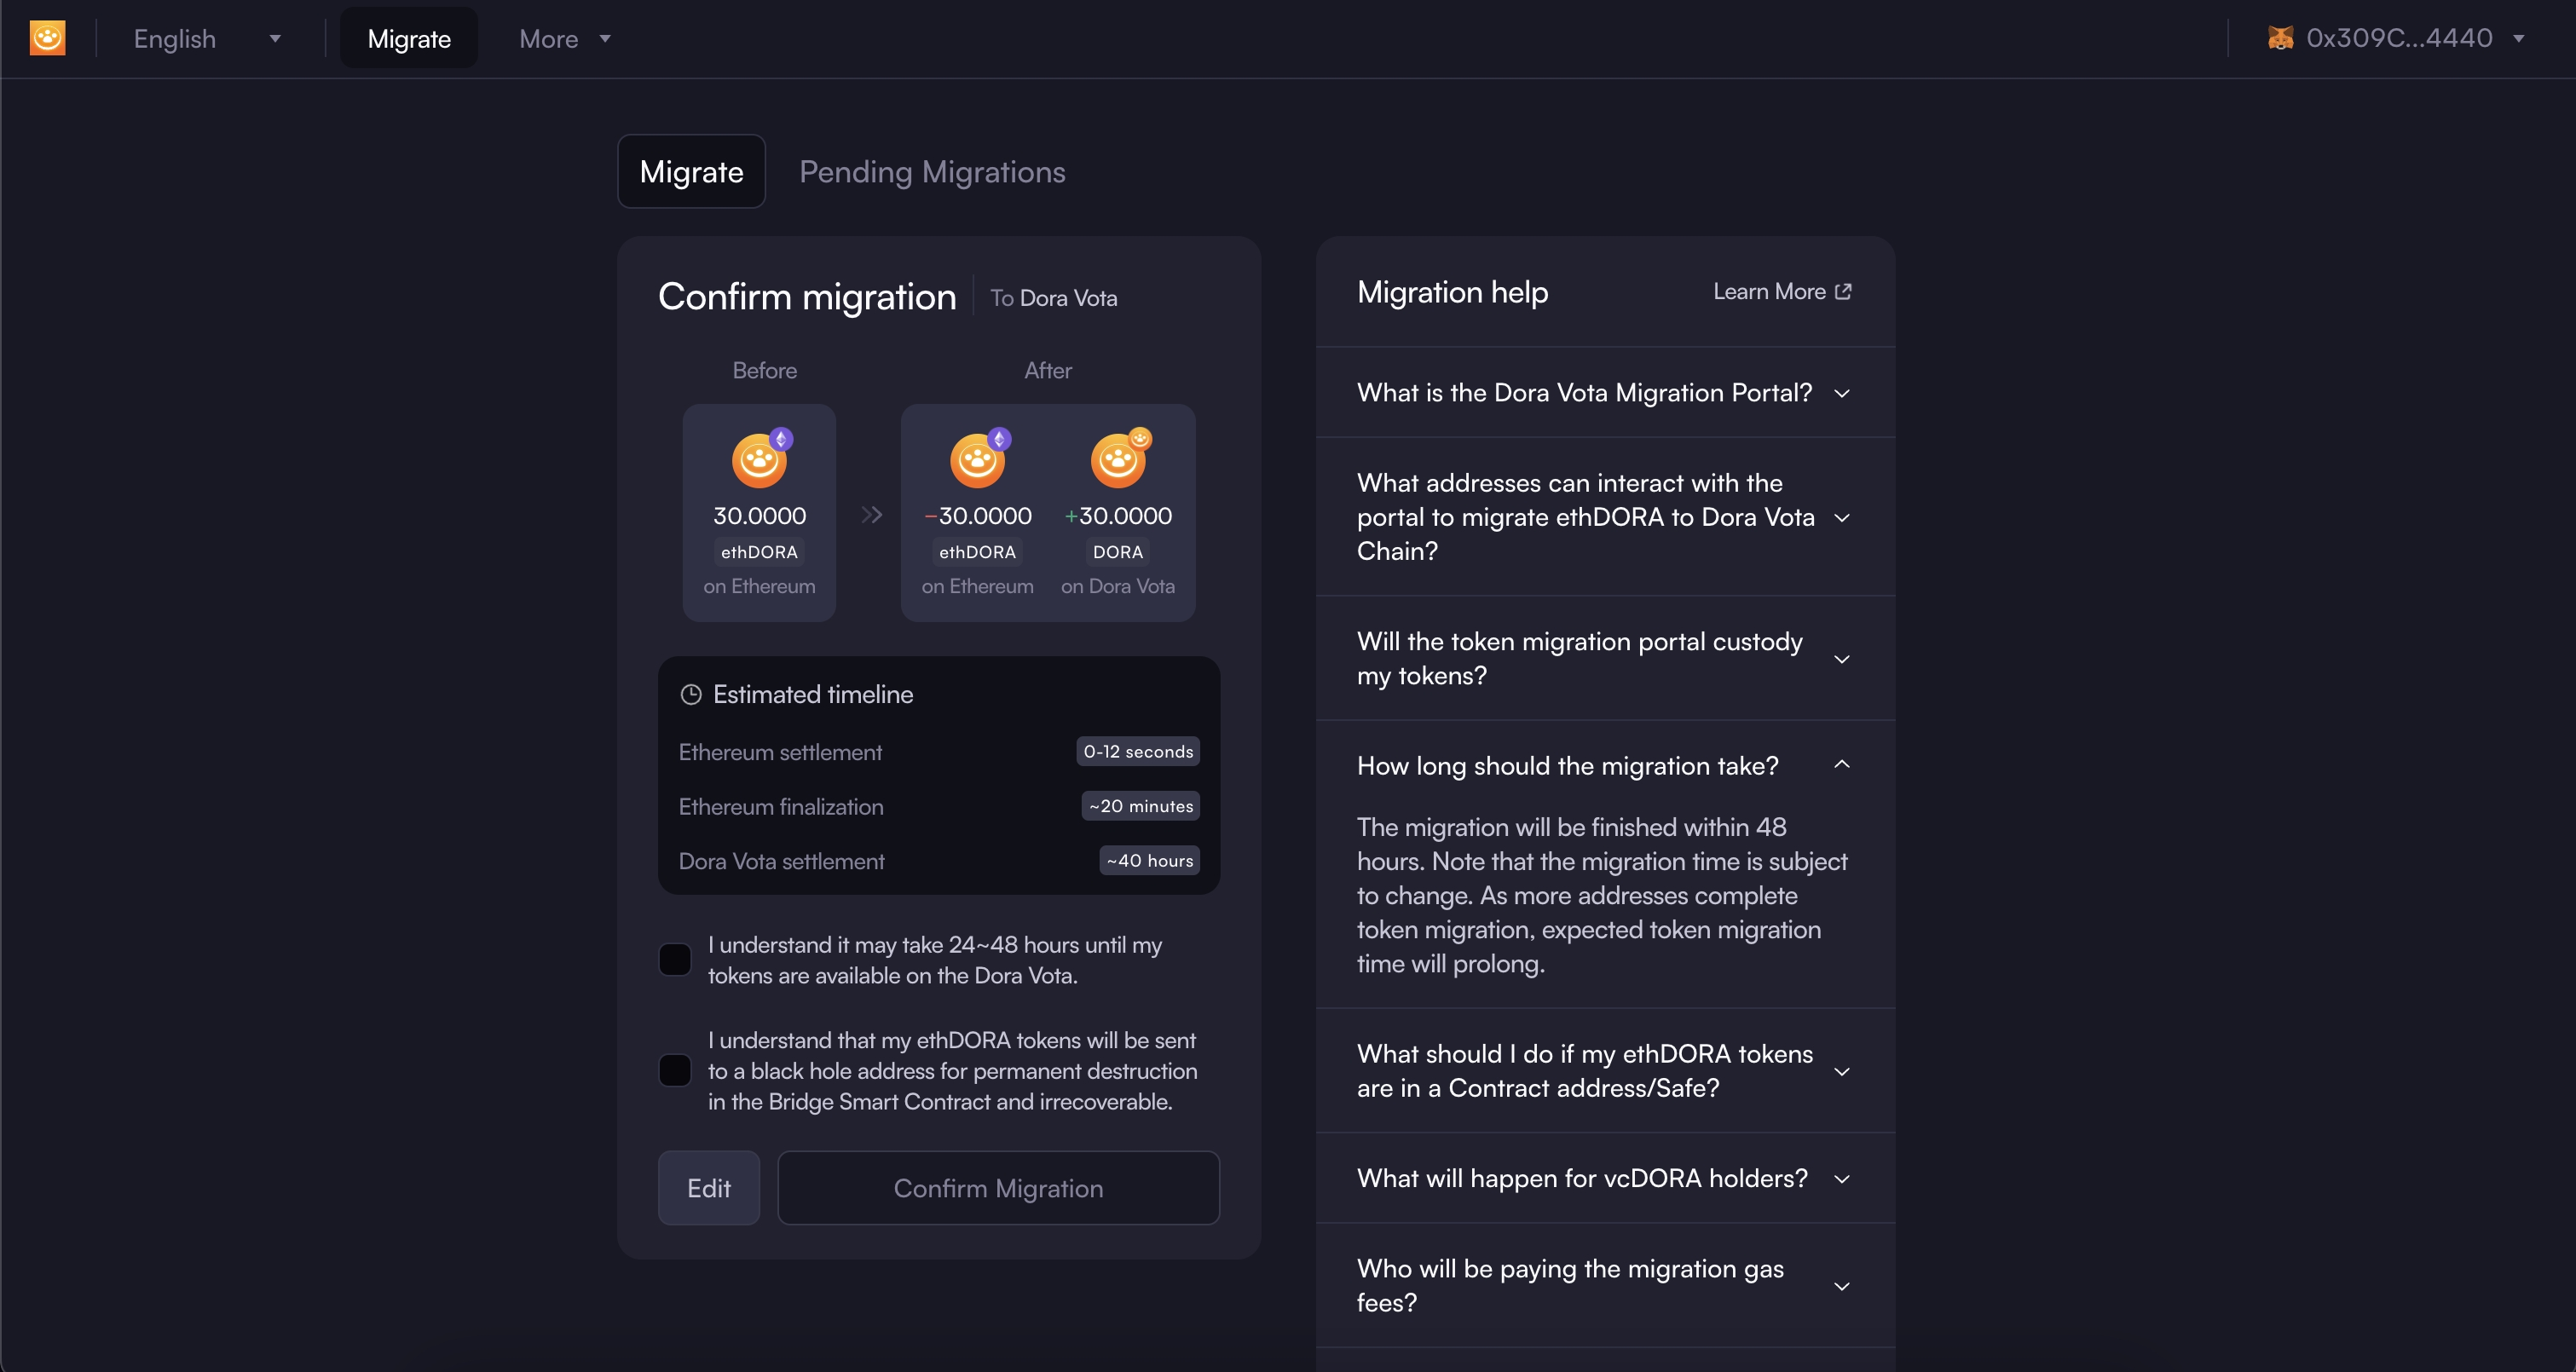 English
Migrate
More
0x309C...4440
Migrate
Pending Migrations
Confirm migration
To Dora Vota
Before
After
30.0000
ethDORA
on Ethereum
−30.0000
ethDORA
on Ethereum
+30.0000
DORA
on Dora Vota
Estimated timeline
Ethereum settlement
0-12 seconds
Ethereum finalization
~20 minutes
Dora Vota settlement
~40 hours
I understand it may take 24~48 hours until my
tokens are available on the Dora Vota.
I understand that my ethDORA tokens will be sent
to a black hole address for permanent destruction
in the Bridge Smart Contract and irrecoverable.
Edit
Confirm Migration
Migration help
Learn More
What is the Dora Vota Migration Portal?
What addresses can interact with the
portal to migrate ethDORA to Dora Vota
Chain?
Will the token migration portal custody
my tokens?
How long should the migration take?
The migration will be finished within 48
hours. Note that the migration time is subject
to change. As more addresses complete
token migration, expected token migration
time will prolong.
What should I do if my ethDORA tokens
are in a Contract address/Safe?
What will happen for vcDORA holders?
Who will be paying the migration gas
fees?